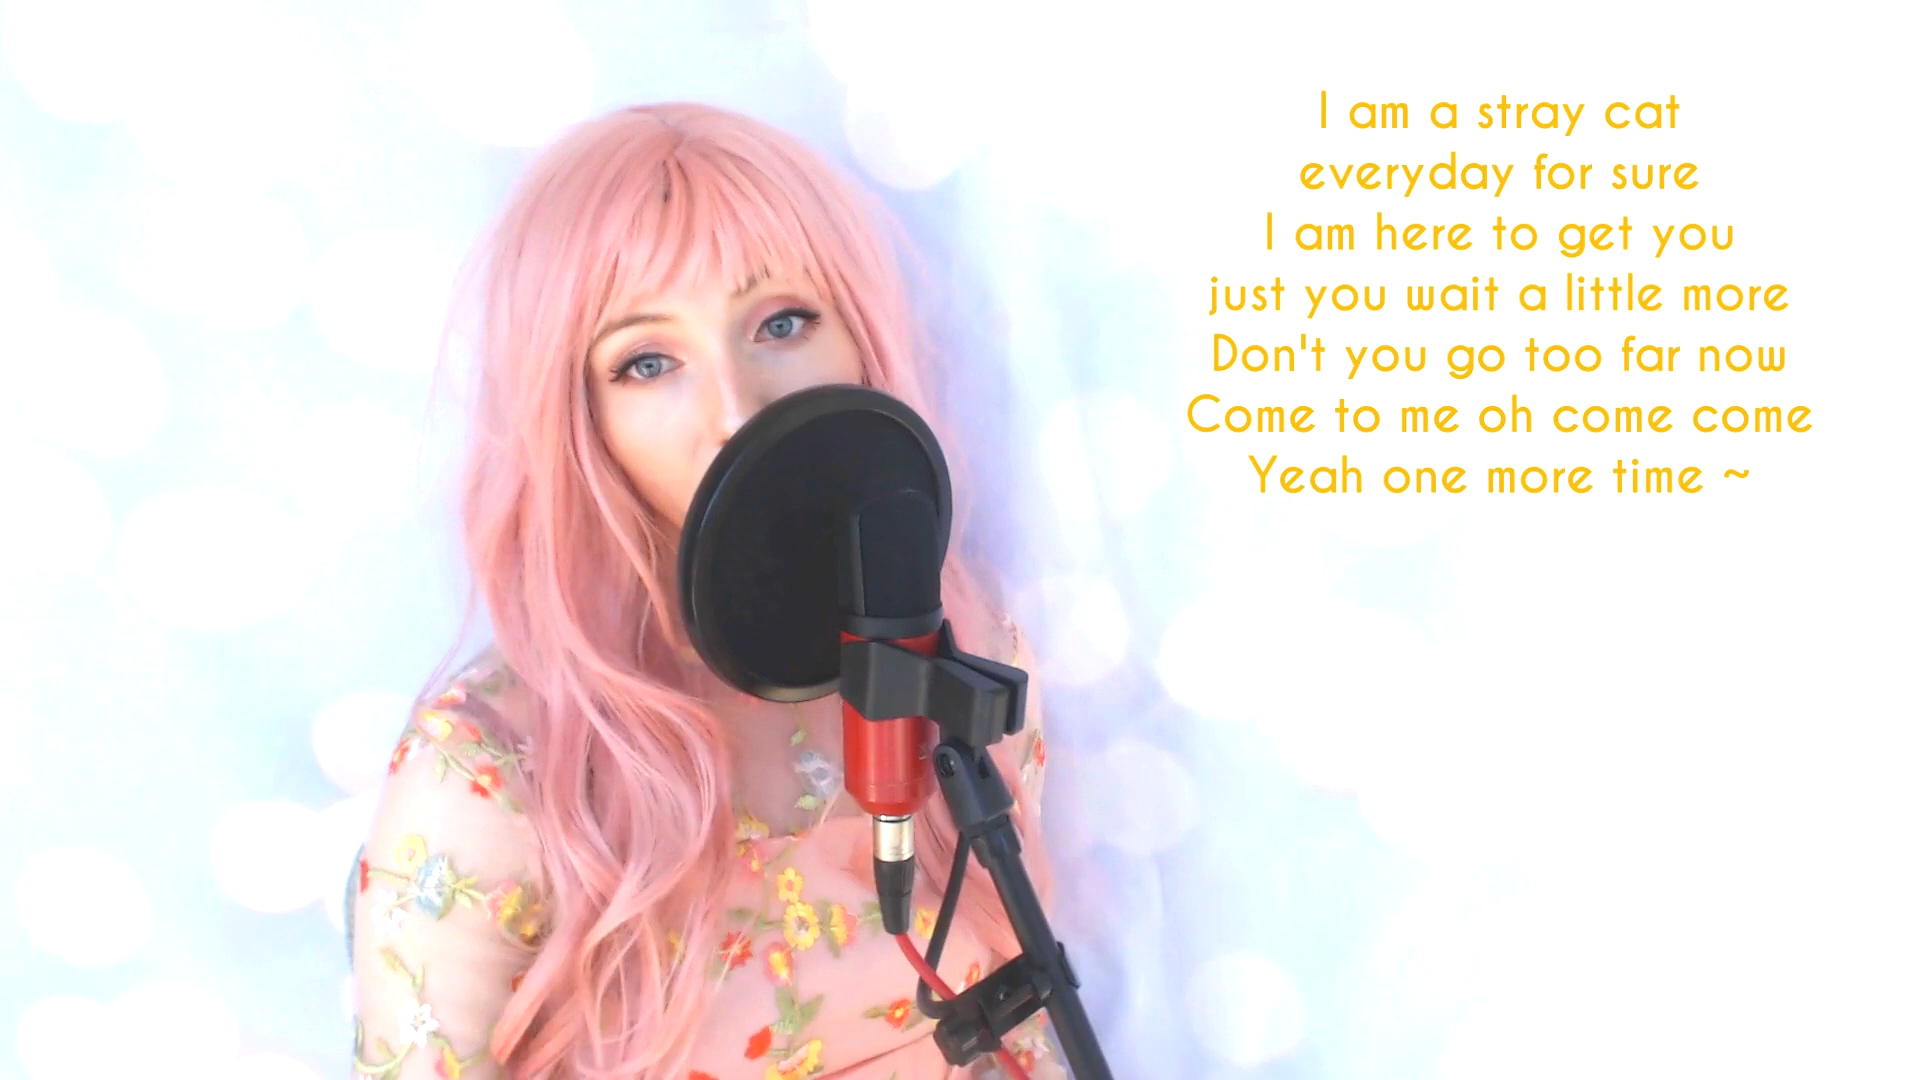 I am a stray cat
everyday for sure
I am here to get you
just you wait a little more
Don't you go too far now
Come to me oh come come
Yeah one more time ~